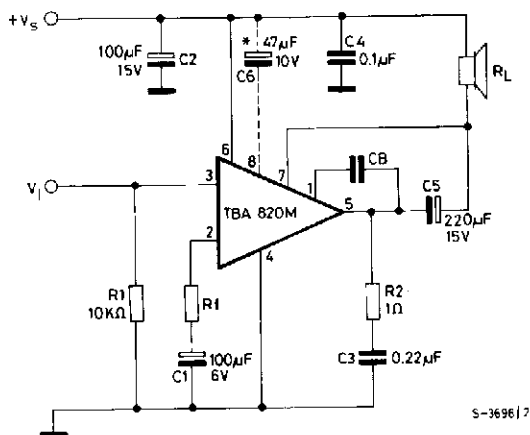 +Vs
100µF
15V
C2
*
47µF
10V
C6
C4
0.1µF
RL
6
8
7
1
CB
VI
3
TBA 820M
5
C5
220µF
15V
2
4
R1
10KΩ
R1
R2
1Ω
100µF
6V
C1
C3
0.22µF
S-3696/2